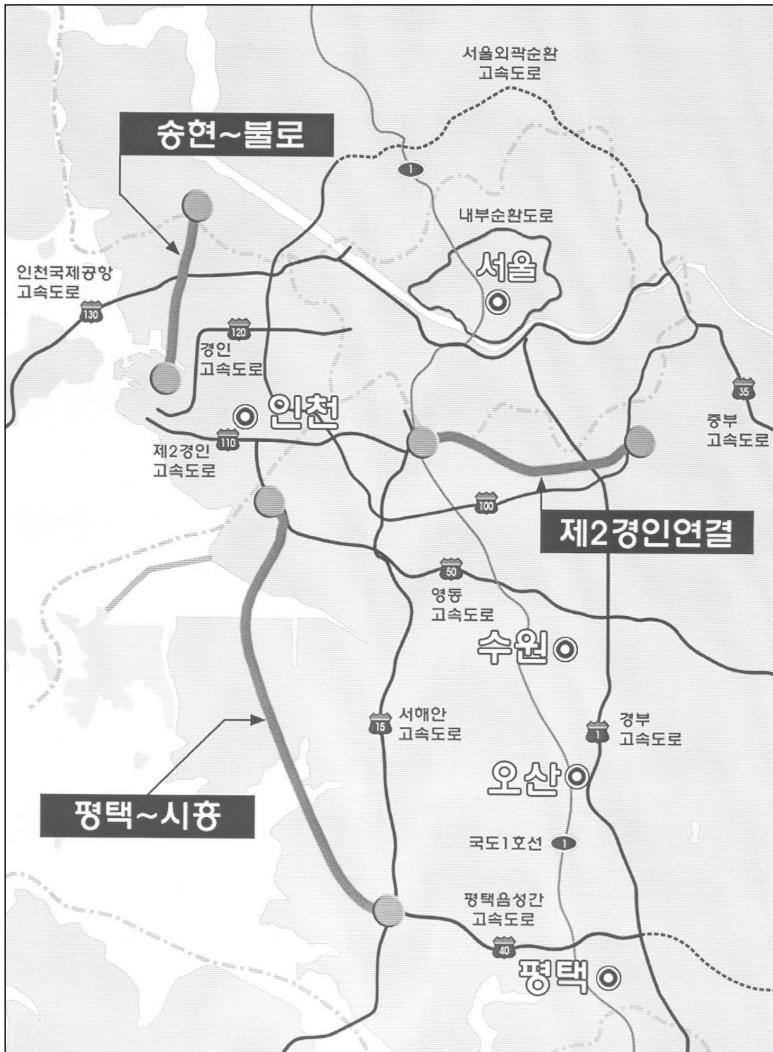 서울외곽순환
고속도로
송현~불로
1
내부순환도로
서울
인천국제공항
고속도로
130
120
경인
고속도로
35
중부
고속도로
인천
제2경인
고속도로
110
100
제2경인연결
50
영동
고속도로
수원
15
서해안
고속도로
1
경부
고속도로
오산
평택~시흥
국도1호선
1
평택음성간
고속도로
40
평택